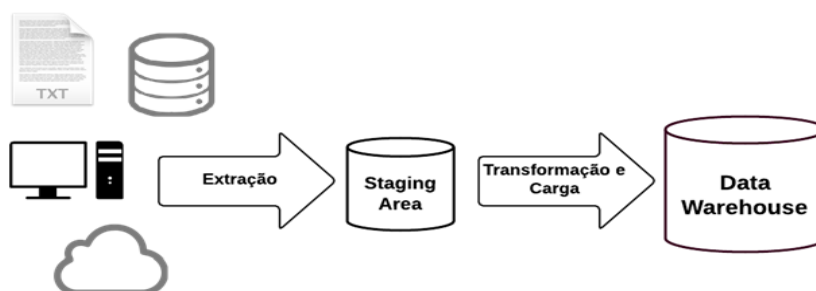 TXT
Extração
Staging
Area
Transformação e
Carga
Data
Warehouse